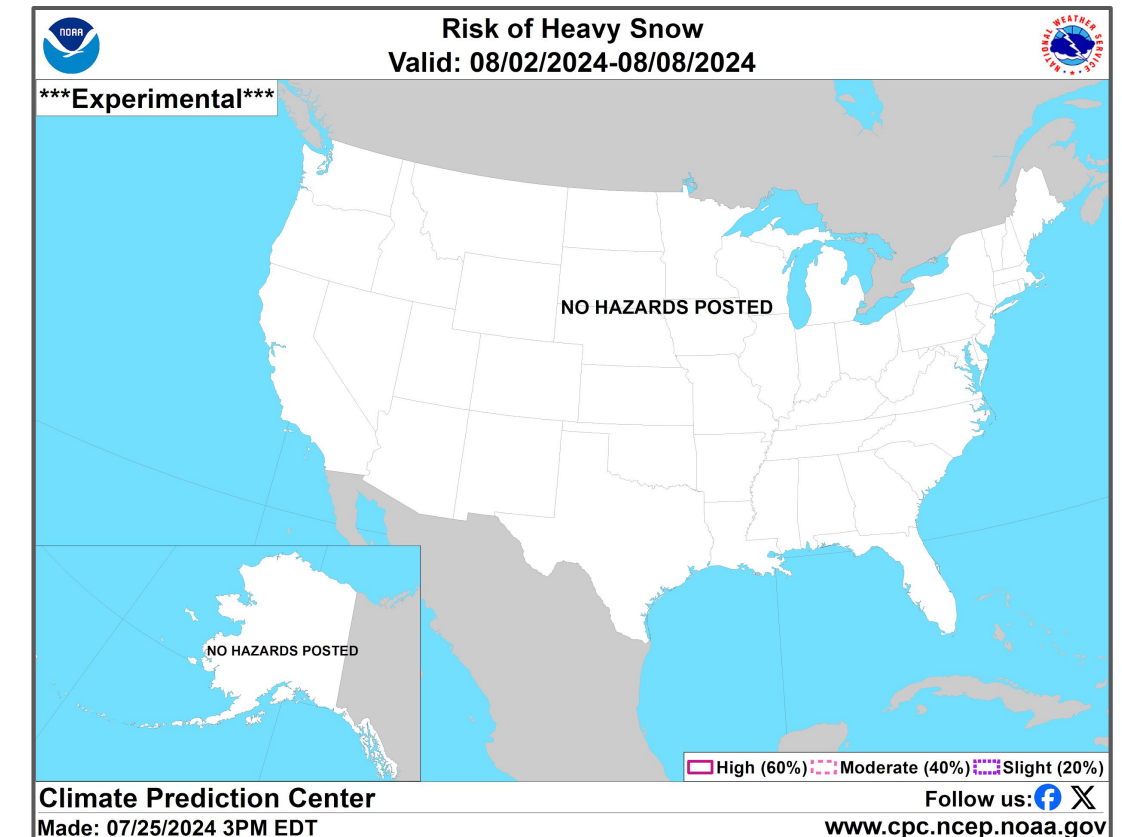 NOAA
Risk of Heavy Snow
Valid: 08/02/2024-08/08/2024
NATIONAL WEATHER SERVICE
***Experimental***
NO HAZARDS POSTED
NO HAZARDS POSTED
High (60%) Moderate (40%) Slight (20%)
Climate Prediction Center
Follow us:
Made: 07/25/2024 3PM EDT
www.cpc.ncep.noaa.gov